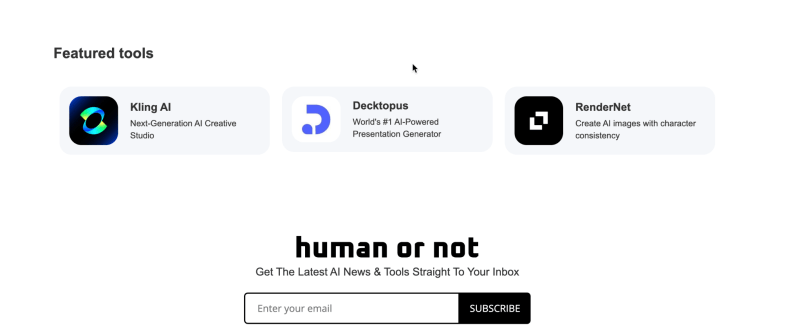 Featured tools
Kling AI
Next-Generation AI Creative
Studio
Decktopus
World's #1 AI-Powered
Presentation Generator
RenderNet
Create AI images with character
consistency
human or not
Get The Latest AI News & Tools Straight To Your Inbox
Enter your email
SUBSCRIBE